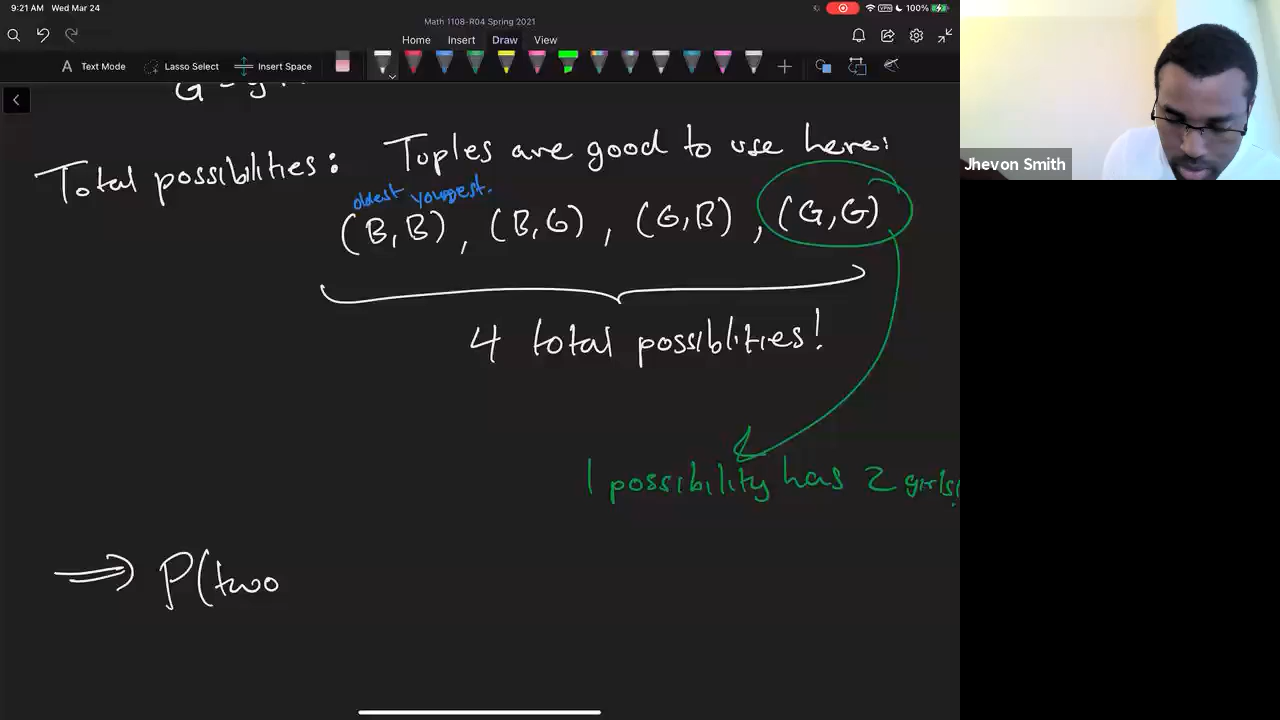 9:21 AM Wed Mar 24
100%
VPN
Math 1108-R04 Spring 2021
Home Insert Draw View
Text Mode Lasso Select Insert Space
Total possibilities: Tuples are good to use here:
oldest youngest.
(B,B), (B,G), (G,B), (G,G)
4 total possiblities!
1 possibility has 2 girls!
⟹ P(two
Jhevon Smith